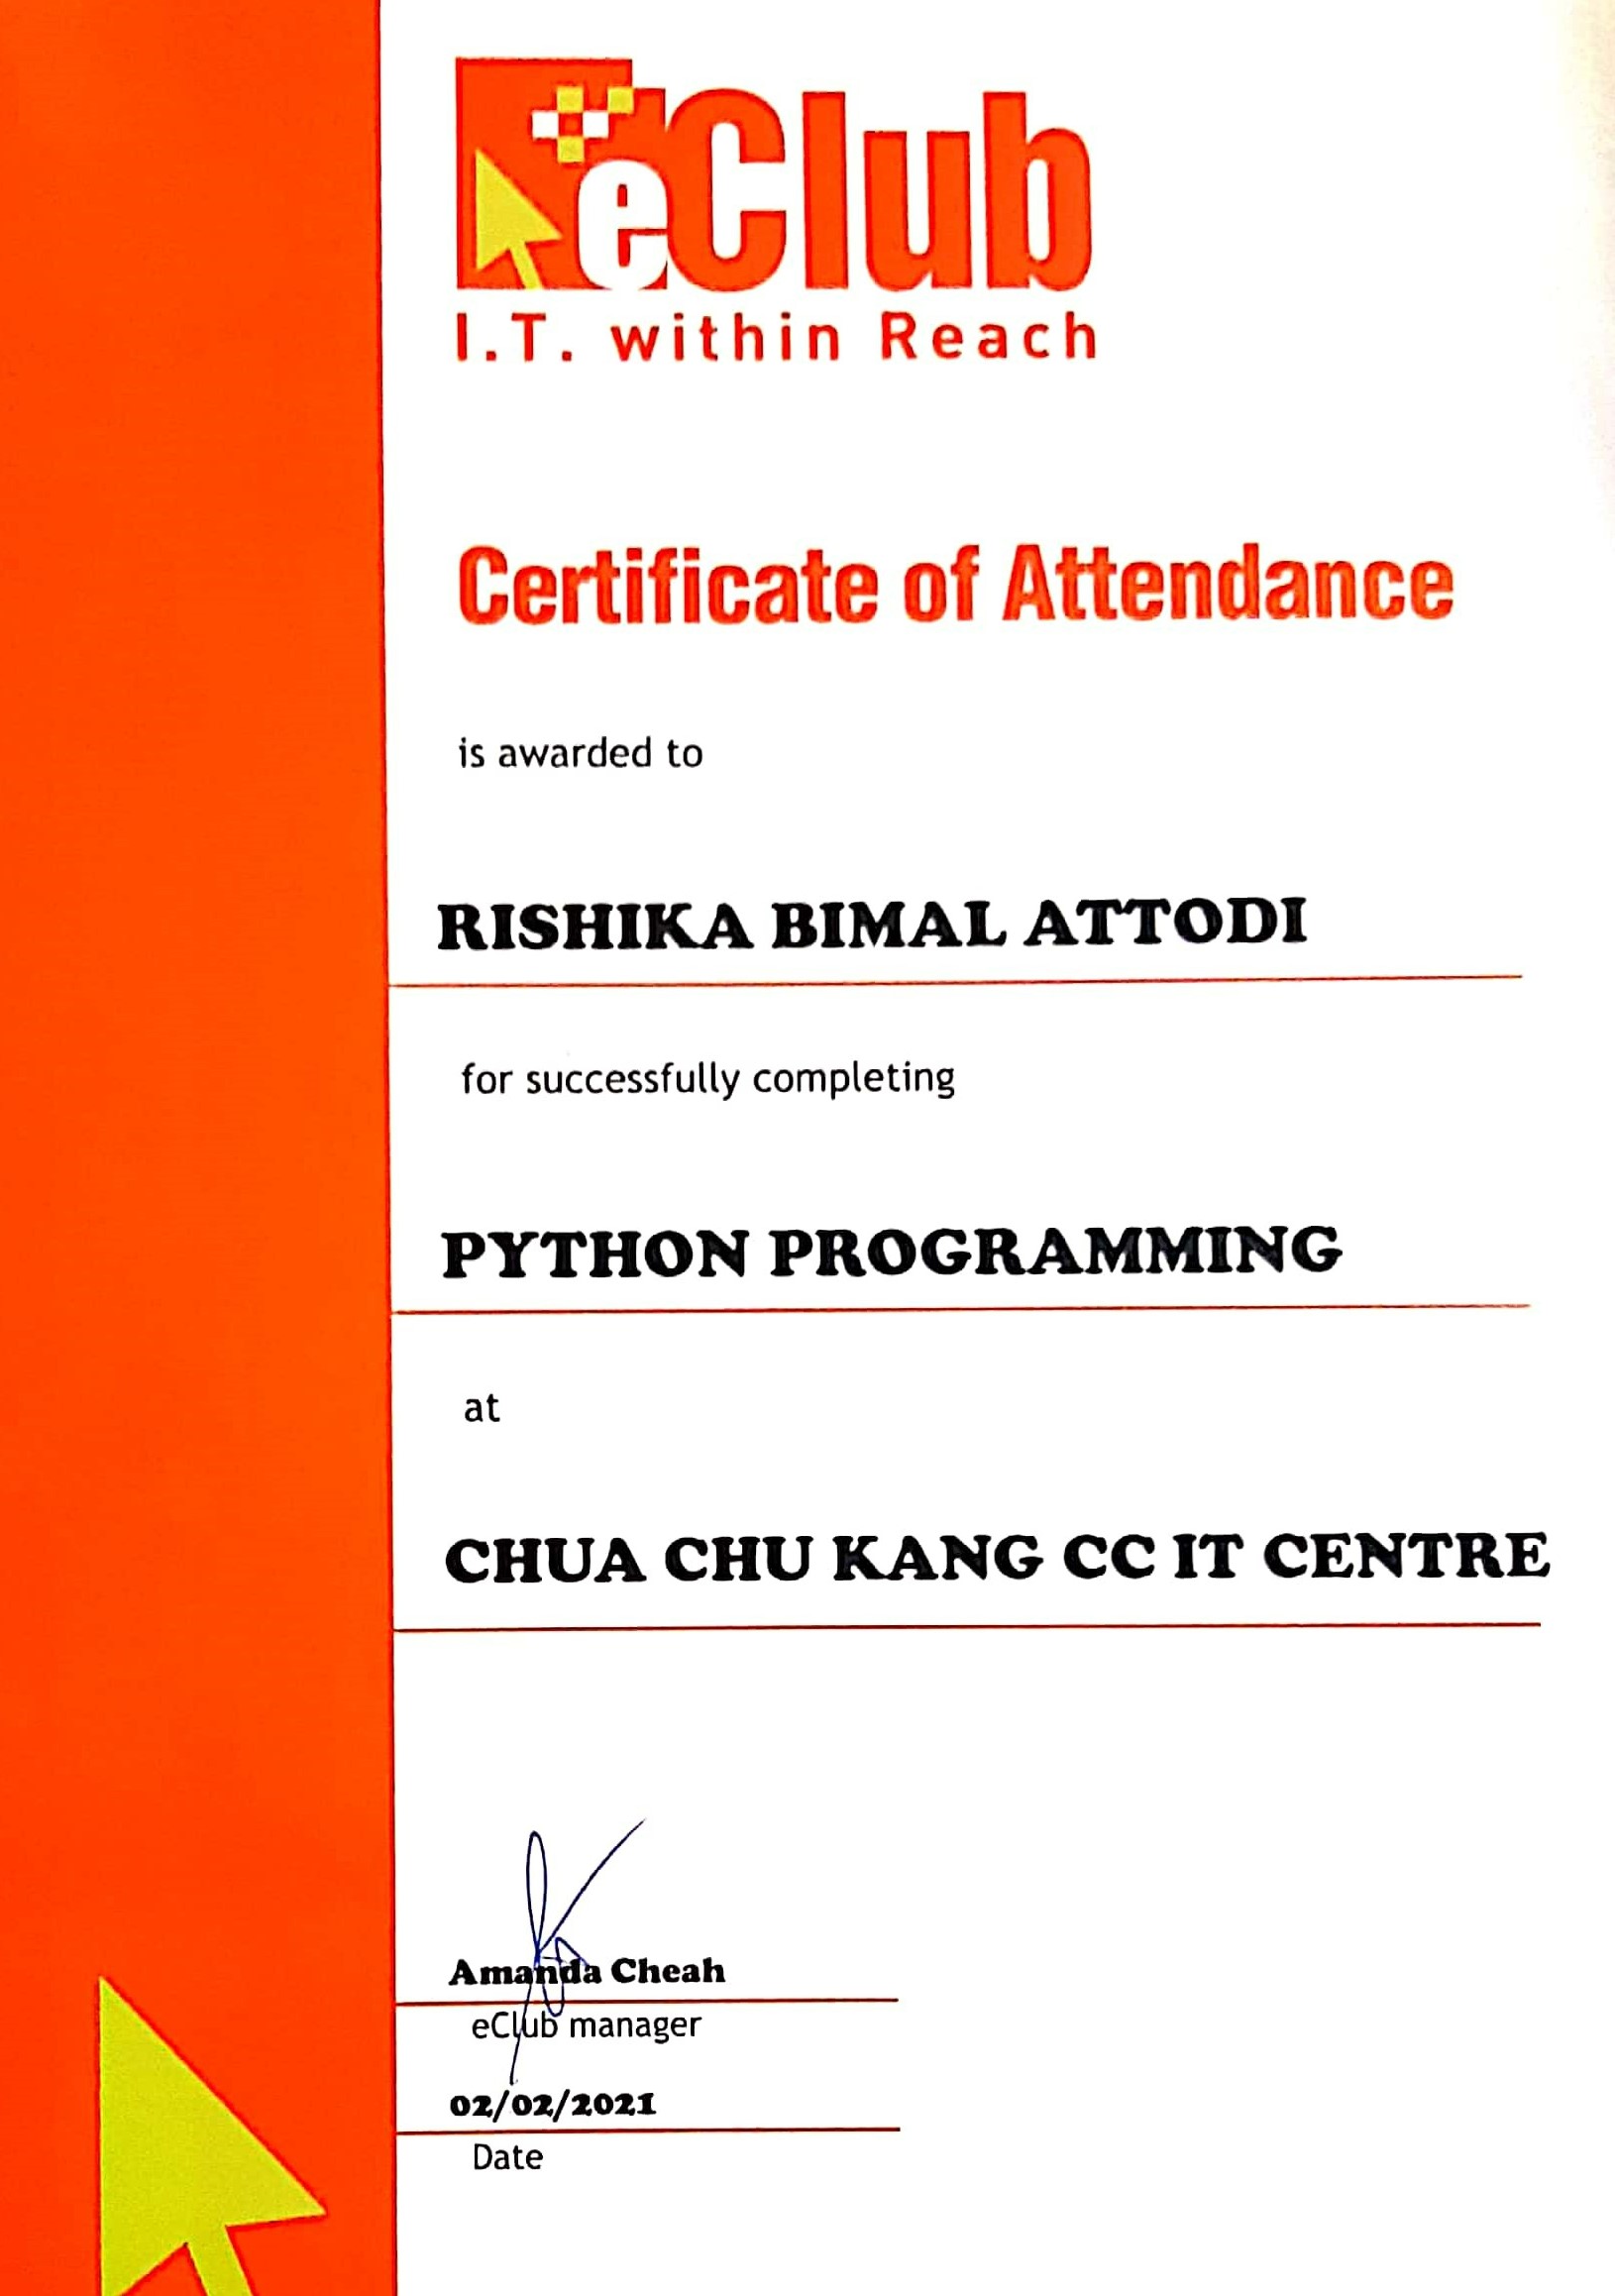 eClub
I.T. within Reach
Certificate of Attendance
is awarded to
RISHIKA BIMAL ATTODI
for successfully completing
PYTHON PROGRAMMING
at
CHUA CHU KANG CC IT CENTRE
Amanda Cheah
eClub manager
02/02/2021
Date